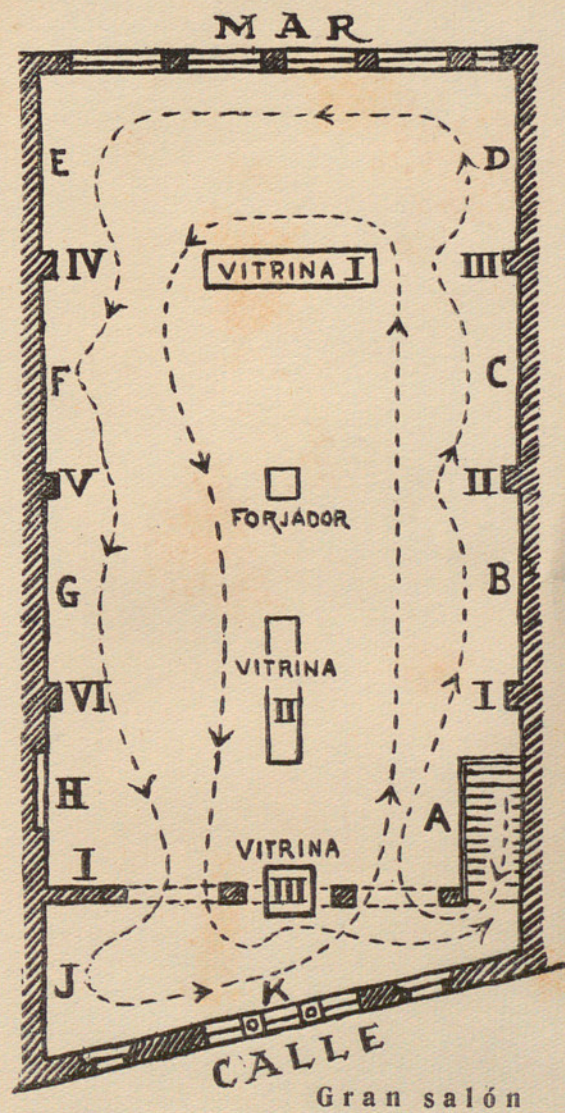 MAR
E
D
IV
VITRINA I
III
F
C
V
II
FORJADOR
G
B
VITRINA
II
VI
I
H
A
I
VITRINA
III
J
K
CALLE
Gran salón